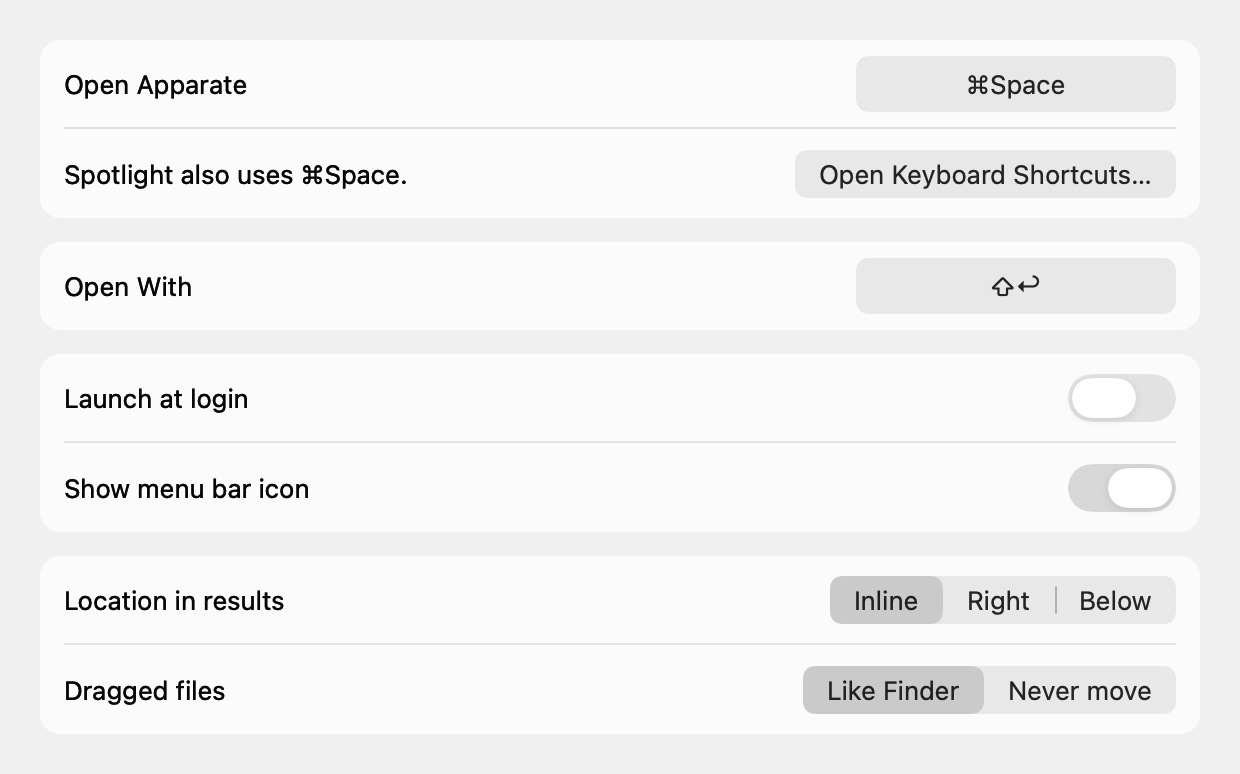 Open Apparate
⌘Space
Spotlight also uses ⌘Space.
Open Keyboard Shortcuts...
Open With
⇧↩
Launch at login
Show menu bar icon
Location in results
Inline
Right
Below
Dragged files
Like Finder
Never move